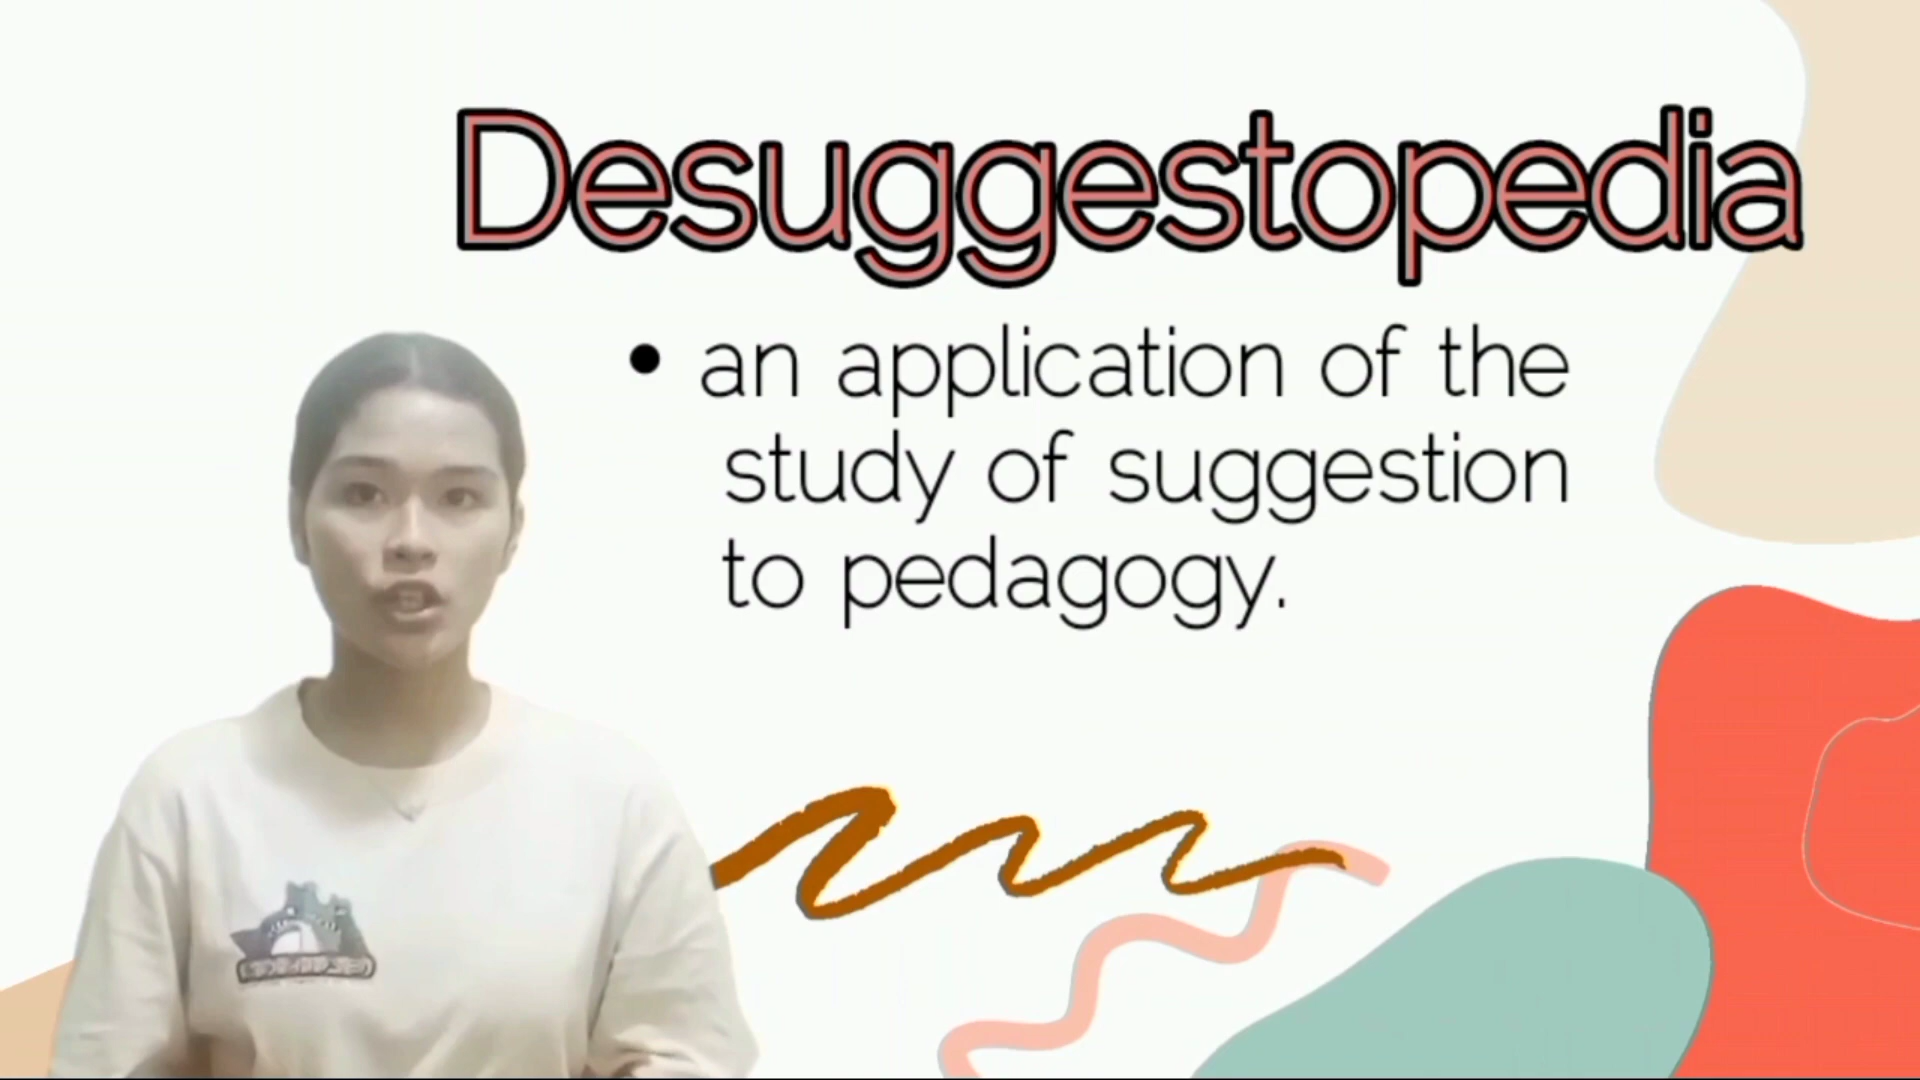 Desuggestopedia
• an application of the
study of suggestion
to pedagogy.